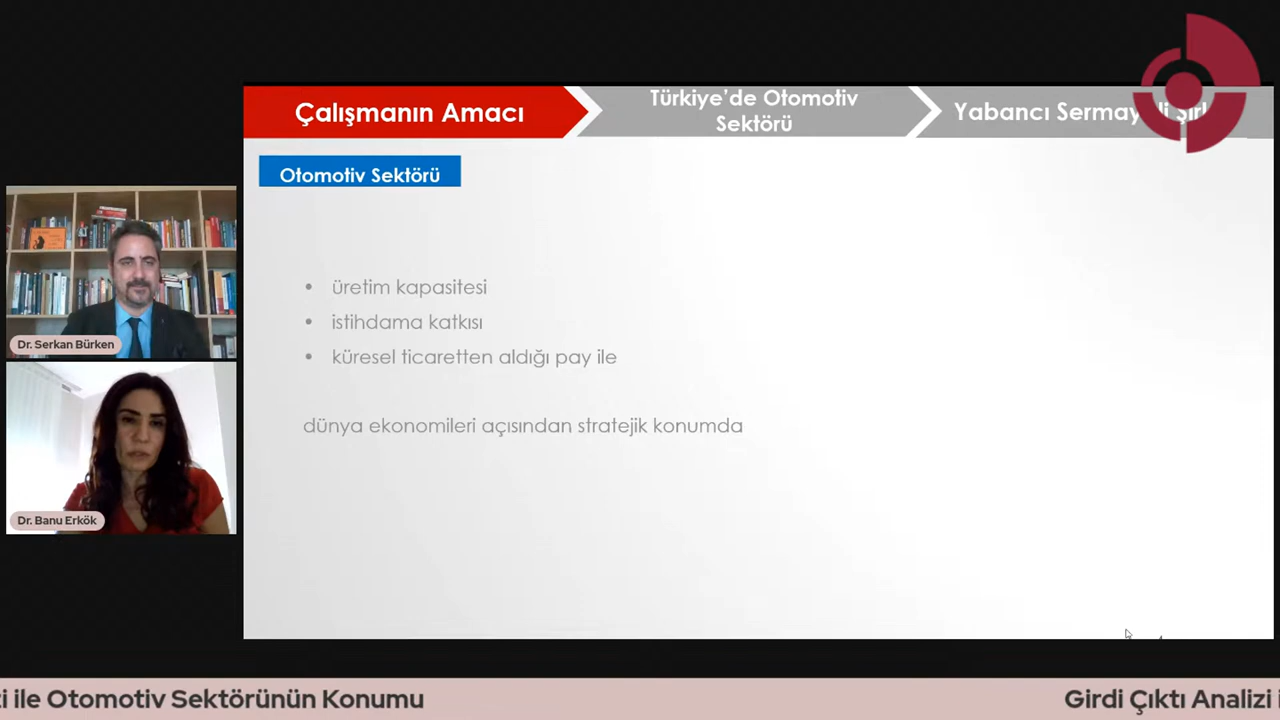 Çalışmanın Amacı
Türkiye'de Otomotiv
Sektörü
Yabancı
Otomotiv Sektörü
• üretim kapasitesi
• istihdama katkısı
• küresel ticaretten aldığı pay ile
dünya ekonomileri açısından stratejik konumda
Dr. Serkan Bürken
Dr. Banu Erkök
ile Otomotiv Sektörünün Konumu
Girdi Çıktı Analizi